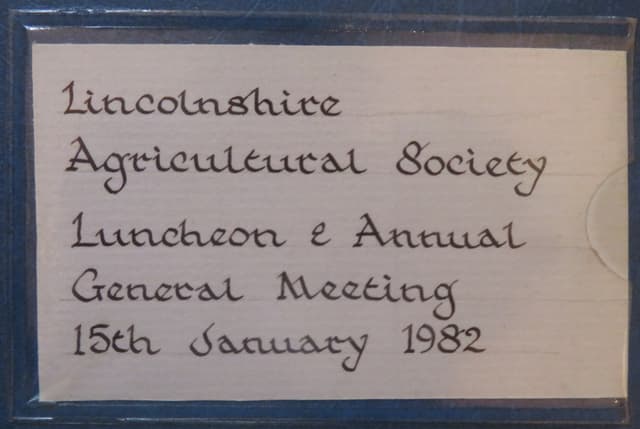 Lincolnshire
Agricultural Society
Luncheon & Annual
General Meeting
15th January 1982